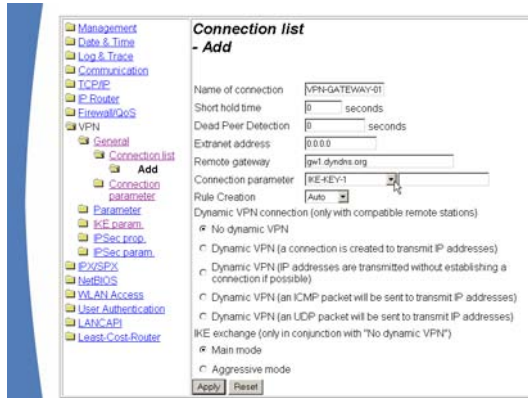 Management
Date & Time
Log & Trace
Communication
TCP/IP
IP Router
Firewall/QoS
VPN
General
Connection list
Add
Connection
parameter
Parameter
IKE param.
IPSec prop.
IPSec param.
IPX/SPX
NetBIOS
WLAN Access
User Authentication
LANCAPI
Least-Cost-Router
Connection list
- Add
Name of connection VPN-GATEWAY-01
Short hold time 0 seconds
Dead Peer Detection 0 seconds
Extranet address 0.0.0.0
Remote gateway gw1.dyndns.org
Connection parameter IKE-KEY-1
Rule Creation Auto
Dynamic VPN connection (only with compatible remote stations)
No dynamic VPN
Dynamic VPN (a connection is created to transmit IP addresses)
Dynamic VPN (IP addresses are transmitted without establishing a
connection if possible)
Dynamic VPN (an ICMP packet will be sent to transmit IP addresses)
Dynamic VPN (an UDP packet will be sent to transmit IP addresses)
IKE exchange (only in conjunction with "No dynamic VPN")
Main mode
Aggressive mode
Apply Reset